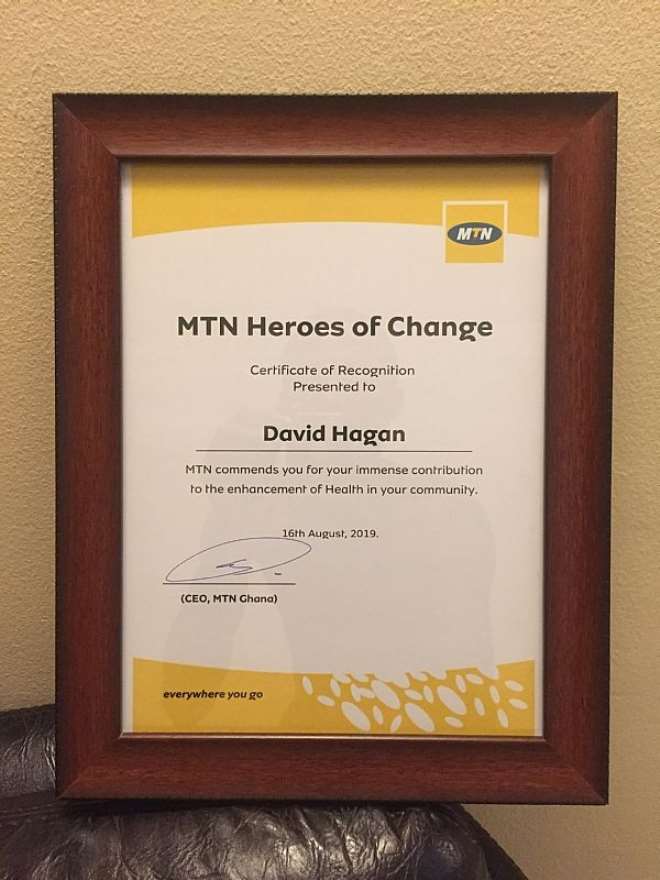 MTN
MTN Heroes of Change
Certificate of Recognition
Presented to
David Hagan
MTN commends you for your immense contribution
to the enhancement of Health in your community.
16th August, 2019.
(CEO, MTN Ghana)
everywhere you go